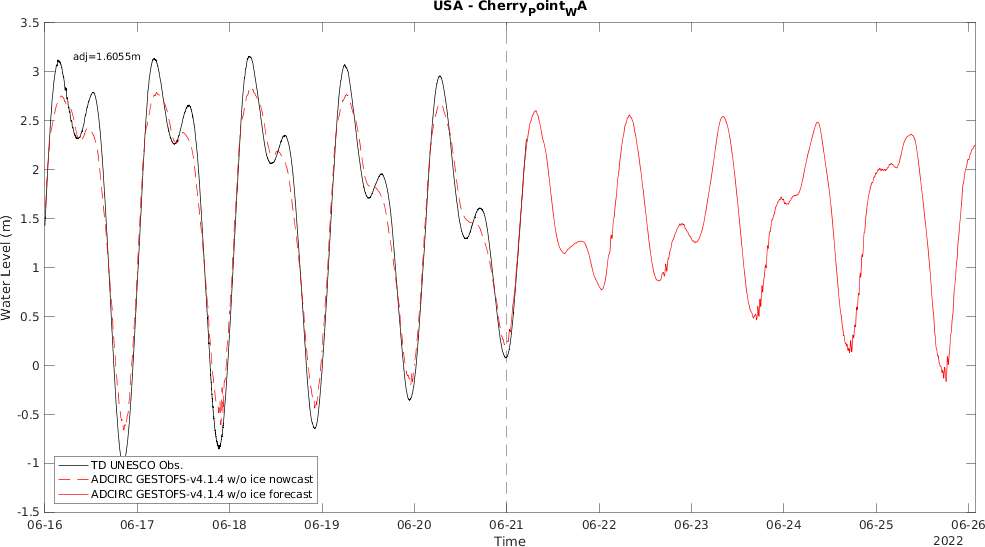 USA - Cherry_Point_WA
3.5
adj=1.6055m
3
2.5
2
1.5
1
0.5
0
-0.5
-1
-1.5
Water Level (m)
TD UNESCO Obs.
ADCIRC GESTOFS-v4.1.4 w/o ice nowcast
ADCIRC GESTOFS-v4.1.4 w/o ice forecast
06-16 06-17 06-18 06-19 06-20 06-21 06-22 06-23 06-24 06-25 06-26
Time
2022